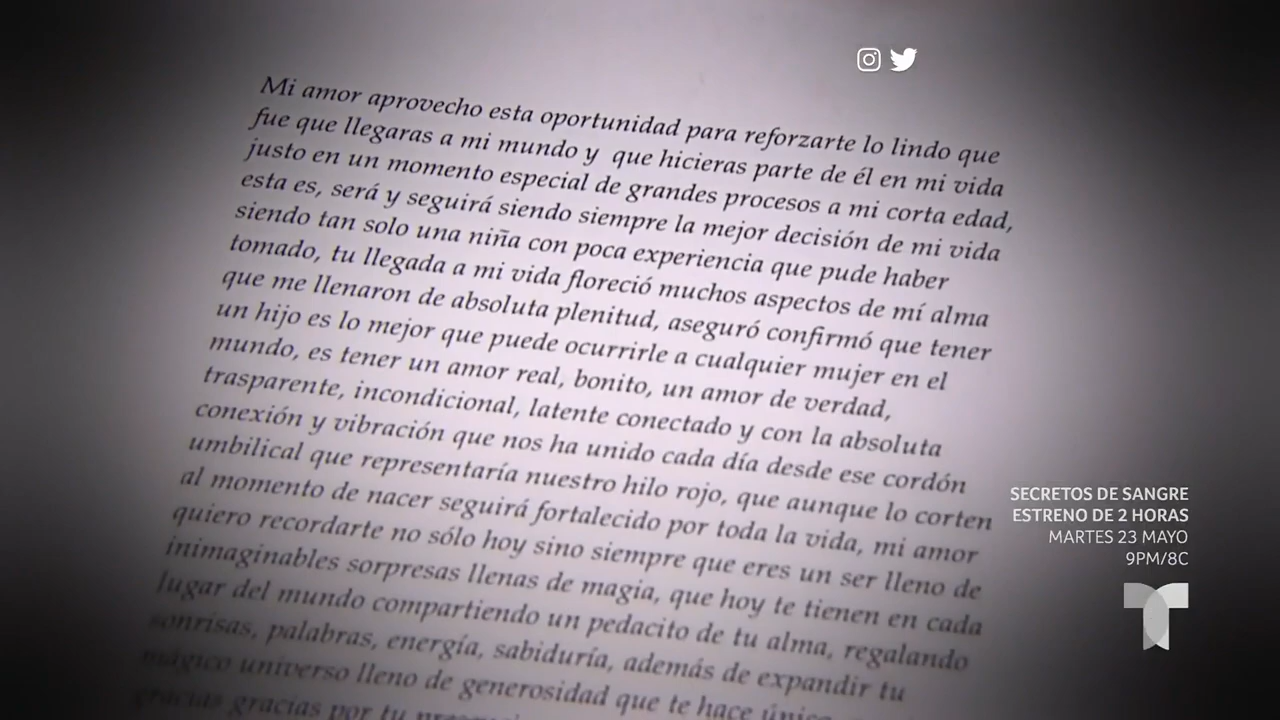 Mi amor aprovecho esta oportunidad para reforzarte lo lindo que
fue que llegaras a mi mundo y que hicieras parte de él en mi vida
justo en un momento especial de grandes procesos a mi corta edad,
esta es, será y seguirá siendo siempre la mejor decisión de mi vida
siendo tan solo una niña con poca experiencia que pude haber
tomado, tu llegada a mi vida floreció muchos aspectos de mí alma
que me llenaron de absoluta plenitud, aseguró confirmó que tener
un hijo es lo mejor que puede ocurrirle a cualquier mujer en el
mundo, es tener un amor real, bonito, un amor de verdad,
trasparente, incondicional, latente conectado y con la absoluta
conexión y vibración que nos ha unido cada día desde ese cordón
umbilical que representaría nuestro hilo rojo, que aunque lo corten
al momento de nacer seguirá fortalecido por toda la vida, mi amor
quiero recordarte no sólo hoy sino siempre que eres un ser lleno de
inimaginables sorpresas llenas de magia, que hoy te tienen en cada
lugar del mundo compartiendo un pedacito de tu alma, regalando
sonrisas, palabras, energía, sabiduría, además de expandir tu
mágico universo lleno de generosidad que te hace único
gracias gracias por tu
SECRETOS DE SANGRE
ESTRENO DE 2 HORAS
MARTES 23 MAYO
9PM/8C